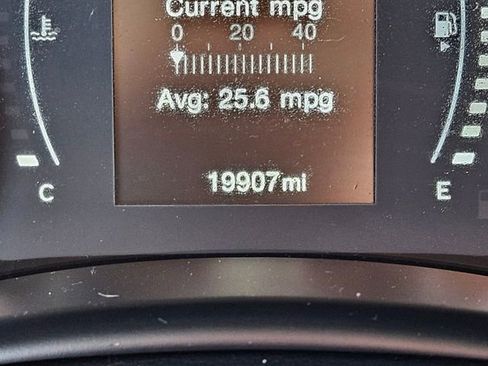 Current mpg
0 20 40
Avg: 25.6 mpg
19907mi
C E